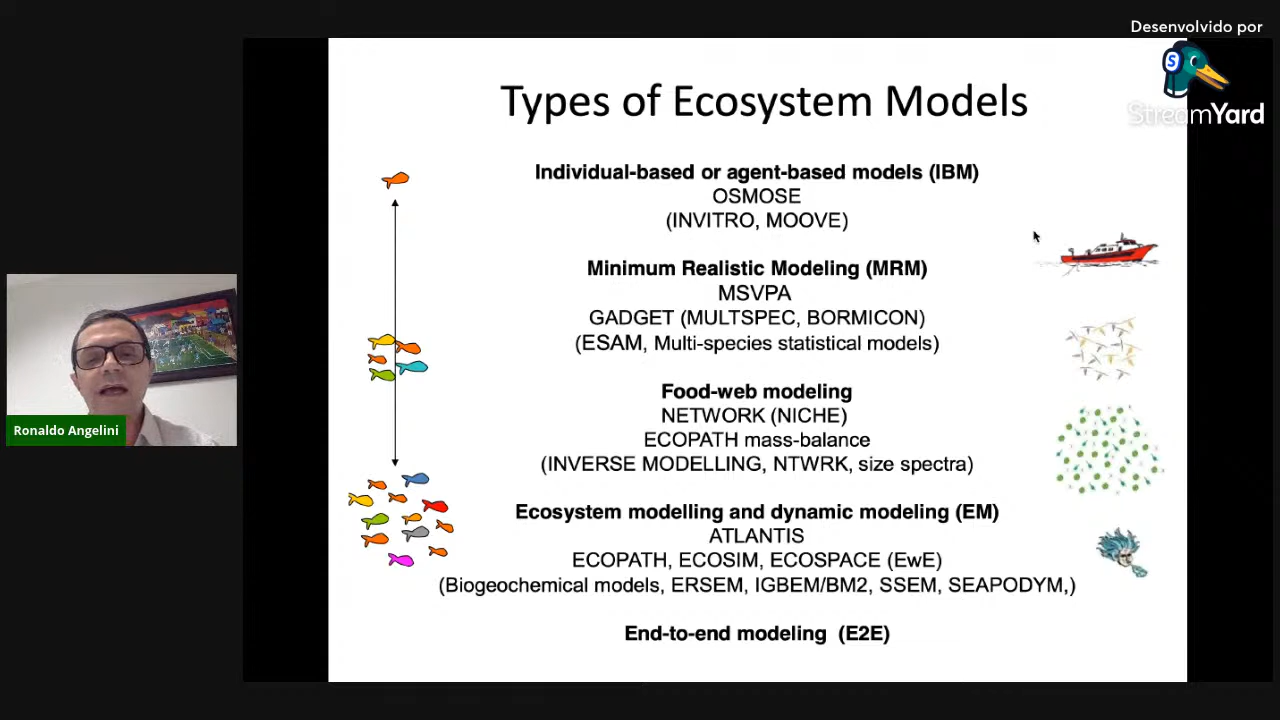 Desenvolvido por
StreamYard
Types of Ecosystem Models
Individual-based or agent-based models (IBM)
OSMOSE
(INVITRO, MOOVE)
Minimum Realistic Modeling (MRM)
MSVPA
GADGET (MULTSPEC, BORMICON)
(ESAM, Multi-species statistical models)
Food-web modeling
NETWORK (NICHE)
ECOPATH mass-balance
(INVERSE MODELLING, NTWRK, size spectra)
Ecosystem modelling and dynamic modeling (EM)
ATLANTIS
ECOPATH, ECOSIM, ECOSPACE (EwE)
(Biogeochemical models, ERSEM, IGBEM/BM2, SSEM, SEAPODYM,)
End-to-end modeling (E2E)
Ronaldo Angelini
S